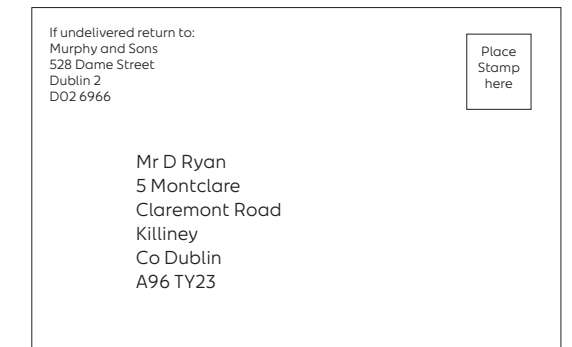 If undelivered return to:
Murphy and Sons
528 Dame Street
Dublin 2
D02 6966
Place
Stamp
here
Mr D Ryan
5 Montclare
Claremont Road
Killiney
Co Dublin
A96 TY23